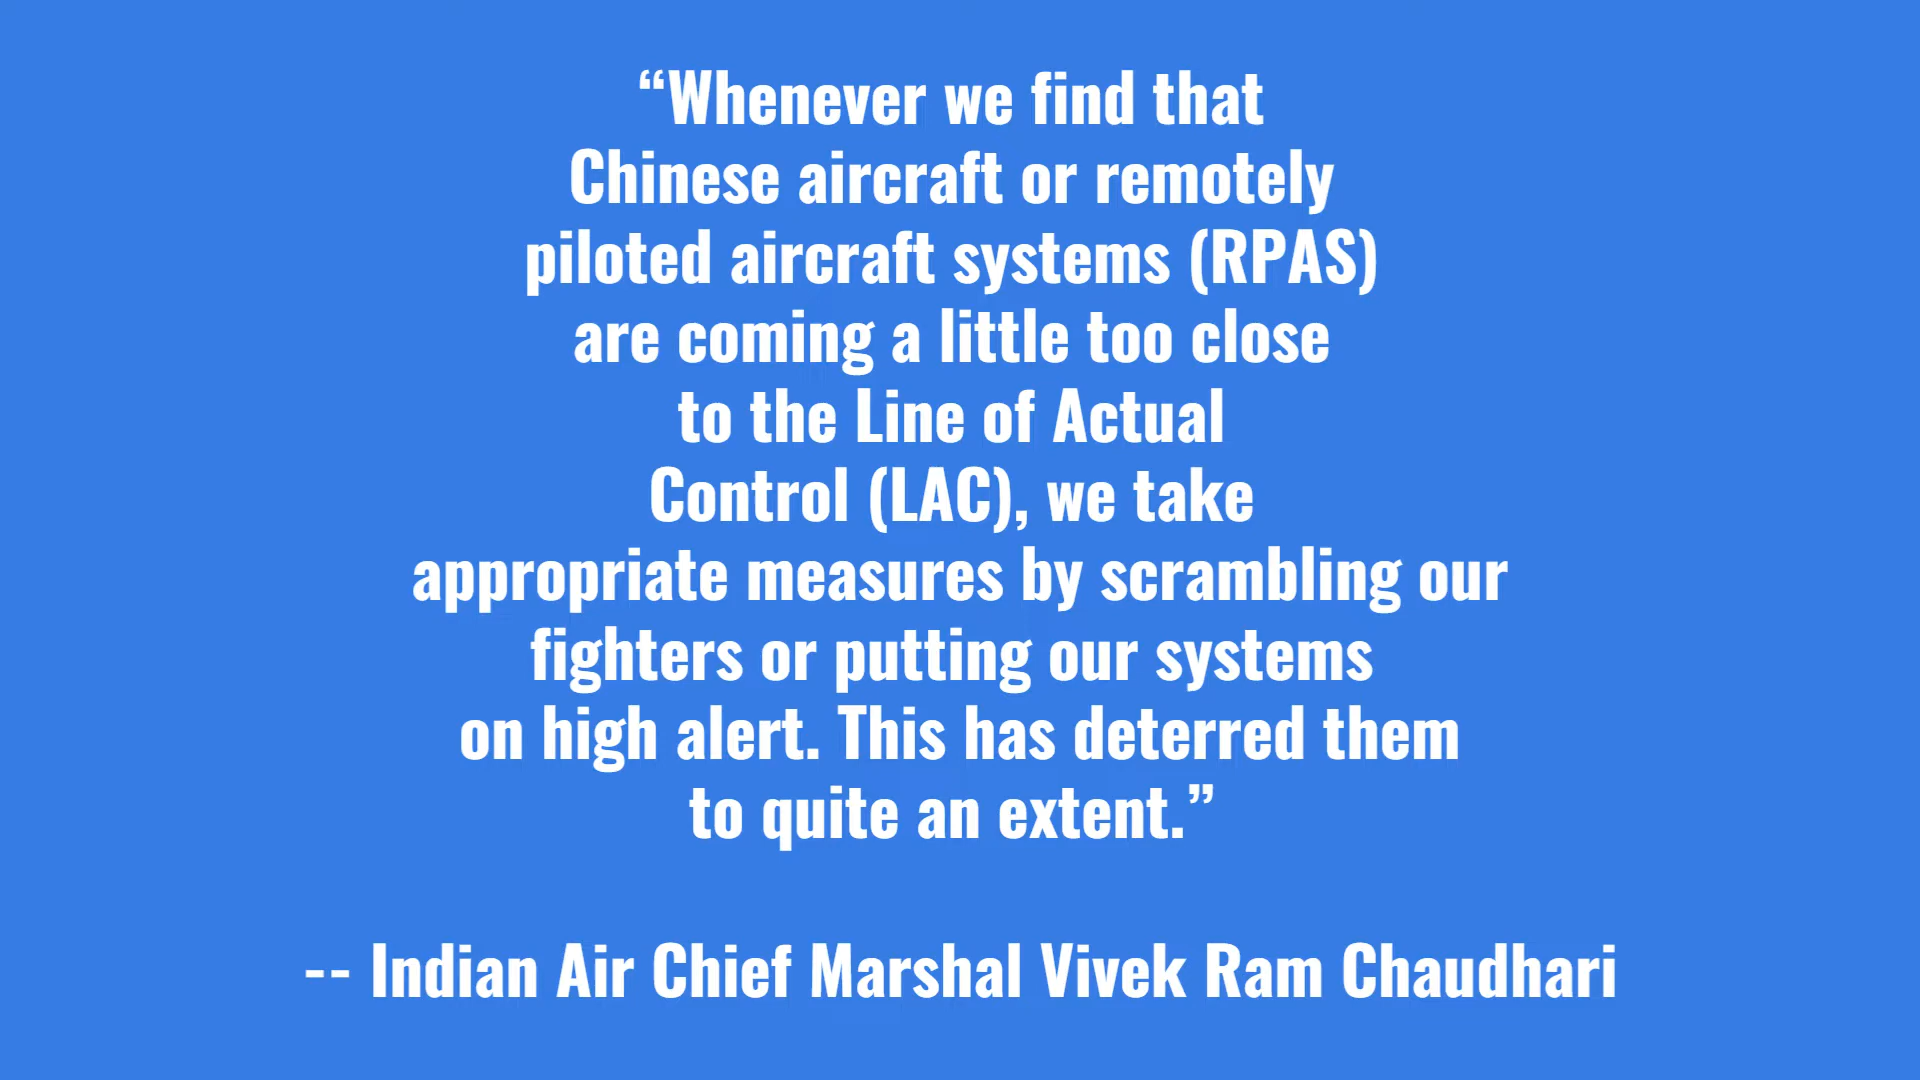 “Whenever we find that
Chinese aircraft or remotely
piloted aircraft systems (RPAS)
are coming a little too close
to the Line of Actual
Control (LAC), we take
appropriate measures by scrambling our
fighters or putting our systems
on high alert. This has deterred them
to quite an extent.”
-- Indian Air Chief Marshal Vivek Ram Chaudhari